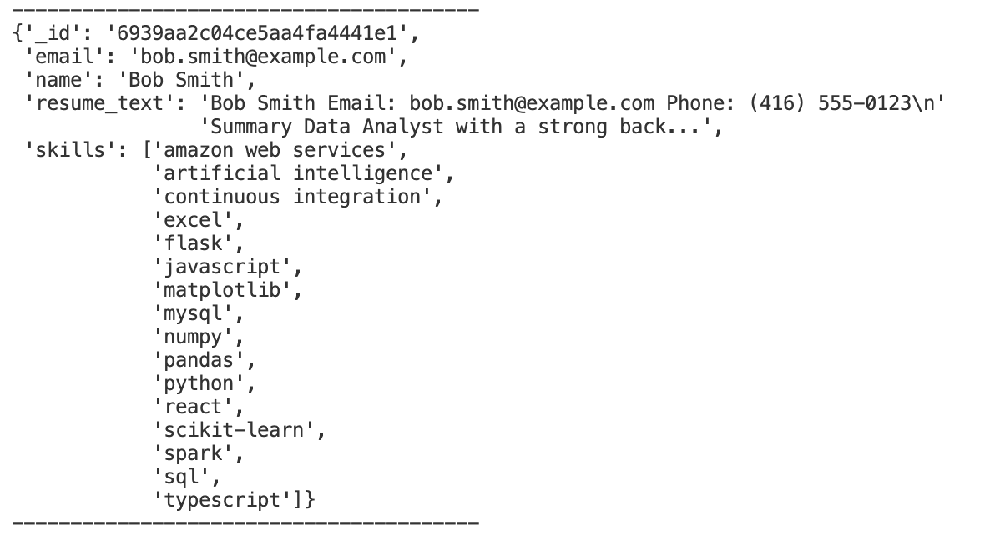 ----------------------------------------
{'_id': '6939aa2c04ce5aa4fa4441e1',
 'email': 'bob.smith@example.com',
 'name': 'Bob Smith',
 'resume_text': 'Bob Smith Email: bob.smith@example.com Phone: (416) 555-0123\n'
                'Summary Data Analyst with a strong back...',
 'skills': ['amazon web services',
            'artificial intelligence',
            'continuous integration',
            'excel',
            'flask',
            'javascript',
            'matplotlib',
            'mysql',
            'numpy',
            'pandas',
            'python',
            'react',
            'scikit-learn',
            'spark',
            'sql',
            'typescript']}
----------------------------------------